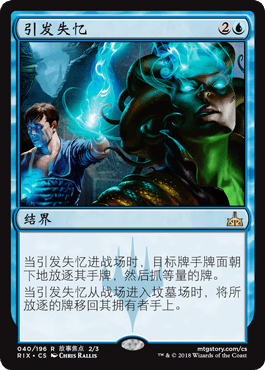 引发失忆 2
结界
当引发失忆进战场时，目标牌手牌面朝
下地放逐其手牌，然后抓等量的牌。
当引发失忆从战场进入坟墓场时，将所
放逐的牌移回其拥有者手上。
040/196 R 故事焦点 2/3
RIX • CS CHRIS RALLIS
mtgstory.com/cs
™ & © 2018 Wizards of the Coast